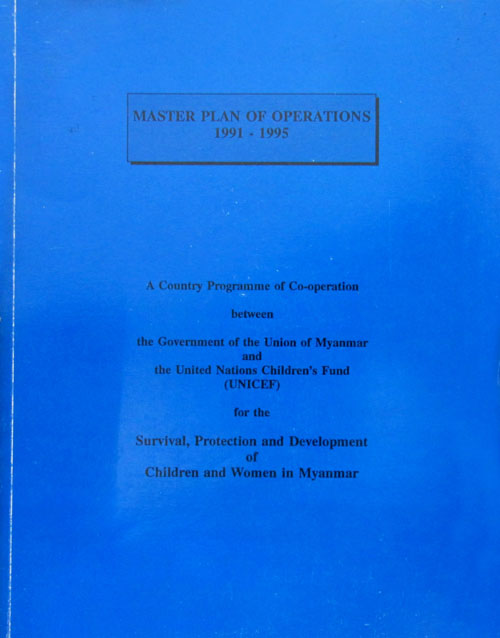 MASTER PLAN OF OPERATIONS
1991 - 1995
A Country Programme of Co-operation
between
the Government of the Union of Myanmar
and
the United Nations Children's Fund
(UNICEF)
for the
Survival, Protection and Development
of
Children and Women in Myanmar